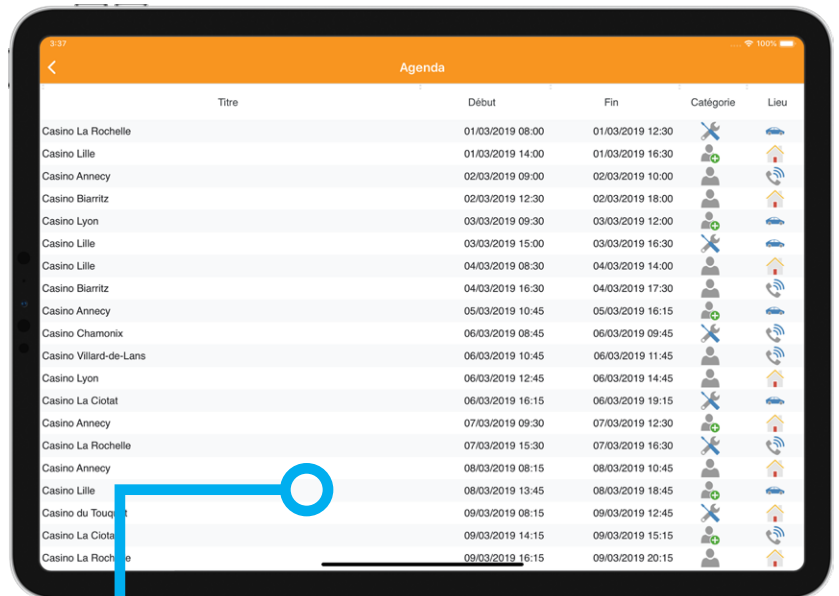 3:37 100%
Agenda
Titre Début Fin Catégorie Lieu
Casino La Rochelle 01/03/2019 08:00 01/03/2019 12:30
Casino Lille 01/03/2019 14:00 01/03/2019 16:30
Casino Annecy 02/03/2019 09:00 02/03/2019 10:00
Casino Biarritz 02/03/2019 12:30 02/03/2019 18:00
Casino Lyon 03/03/2019 09:30 03/03/2019 12:00
Casino Lille 03/03/2019 15:00 03/03/2019 16:30
Casino Lille 04/03/2019 08:30 04/03/2019 14:00
Casino Biarritz 04/03/2019 16:30 04/03/2019 17:30
Casino Annecy 05/03/2019 10:45 05/03/2019 16:15
Casino Chamonix 06/03/2019 08:45 06/03/2019 09:45
Casino Villard-de-Lans 06/03/2019 10:45 06/03/2019 11:45
Casino Lyon 06/03/2019 12:45 06/03/2019 14:45
Casino La Ciotat 06/03/2019 16:15 06/03/2019 19:15
Casino Annecy 07/03/2019 09:30 07/03/2019 12:30
Casino La Rochelle 07/03/2019 15:30 07/03/2019 16:30
Casino Annecy 08/03/2019 08:15 08/03/2019 10:45
Casino Lille 08/03/2019 13:45 08/03/2019 18:45
Casino du Touquet 09/03/2019 08:15 09/03/2019 12:45
Casino La Ciotat 09/03/2019 14:15 09/03/2019 15:15
Casino La Rochelle 09/03/2019 16:15 09/03/2019 20:15